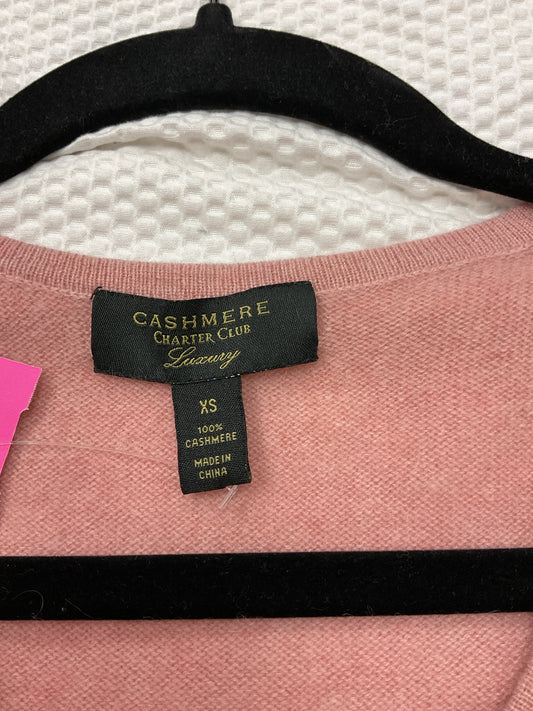 CASHMERE
CHARTER CLUB
Luxury
XS
100%
CASHMERE
MADE IN
CHINA